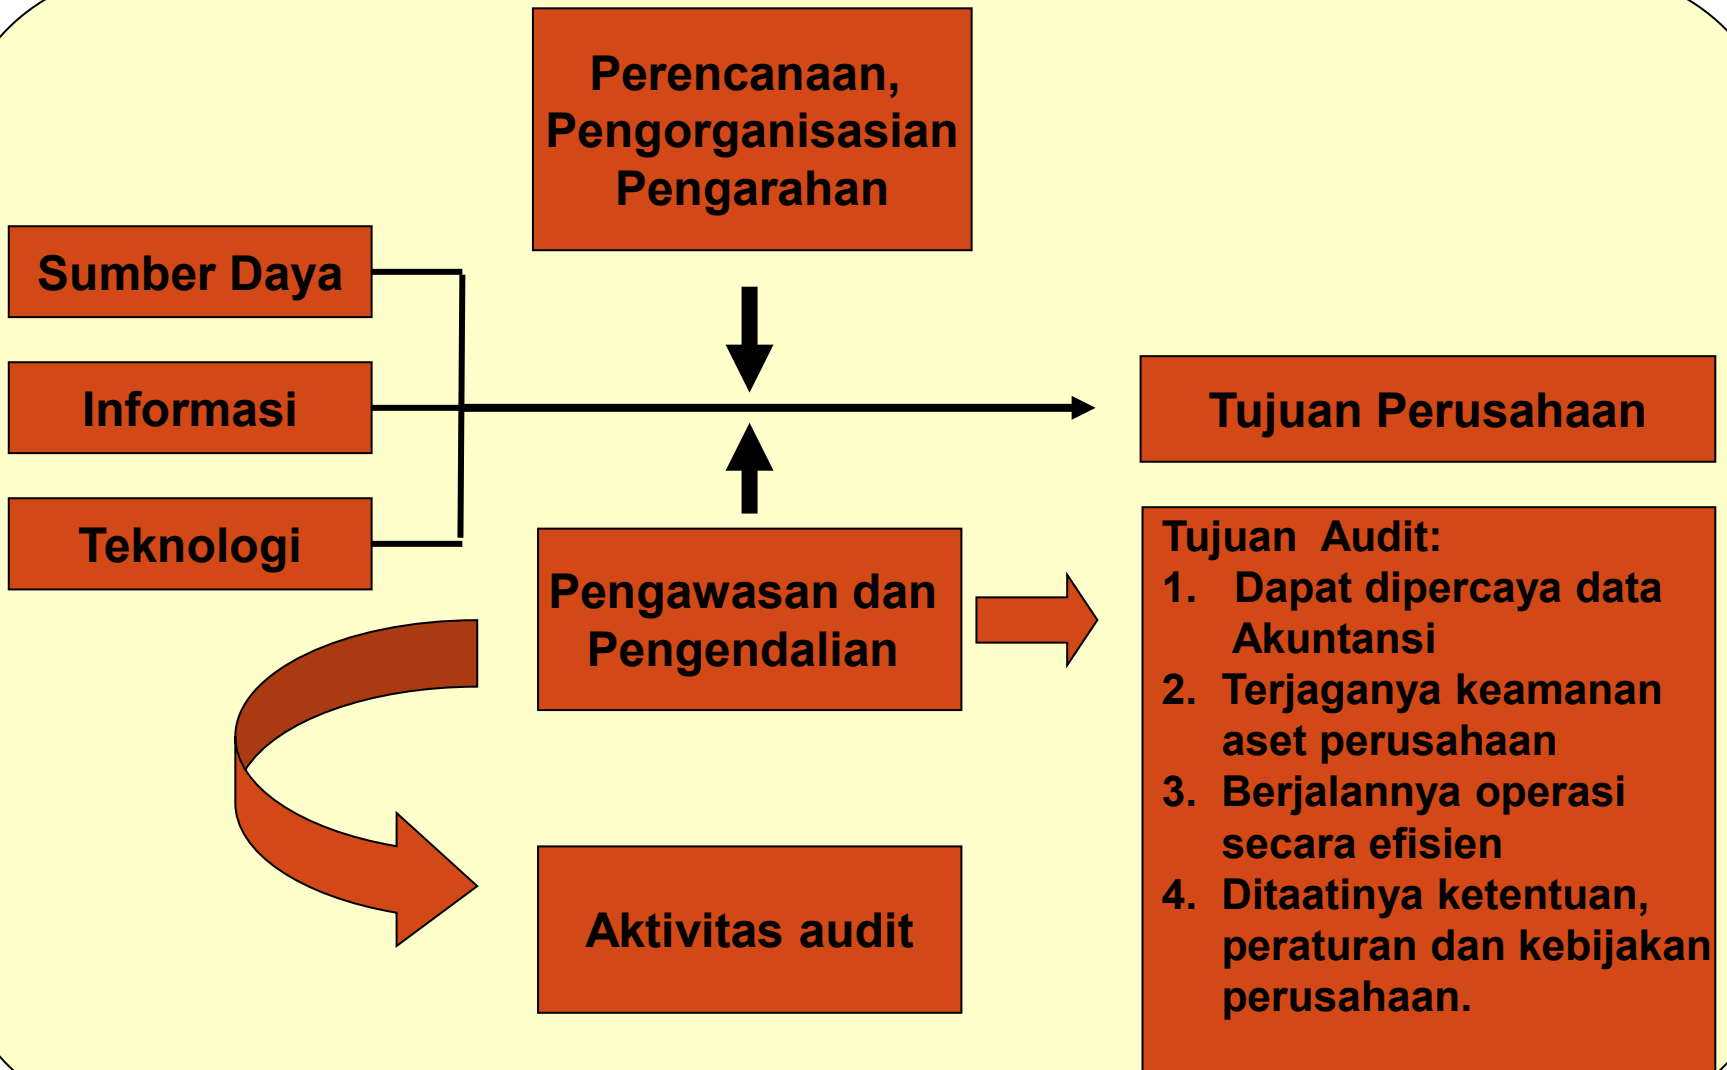 Perencanaan,
Pengorganisasian
Pengarahan
Sumber Daya
Informasi
Teknologi
Tujuan Perusahaan
Pengawasan dan
Pengendalian
Aktivitas audit
Tujuan  Audit:
1. Dapat dipercaya data
Akuntansi
2. Terjaganya keamanan
aset perusahaan
3. Berjalannya operasi
secara efisien
4. Ditaatinya ketentuan,
peraturan dan kebijakan
perusahaan.